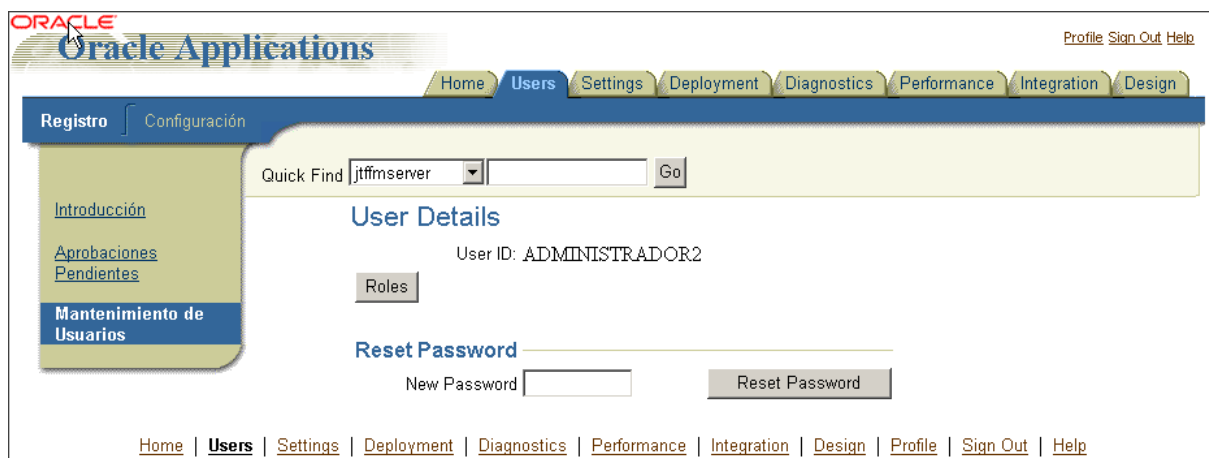 ORACLE
Oracle Applications
Profile Sign Out Help
Home Users Settings Deployment Diagnostics Performance Integration Design
Registro Configuración
Quick Find jtffmserver Go
Introducción
Aprobaciones
Pendientes
Mantenimiento de
Usuarios
User Details
User ID: ADMINISTRADOR2
Roles
Reset Password
New Password Reset Password
Home | Users | Settings | Deployment | Diagnostics | Performance | Integration | Design | Profile | Sign Out | Help